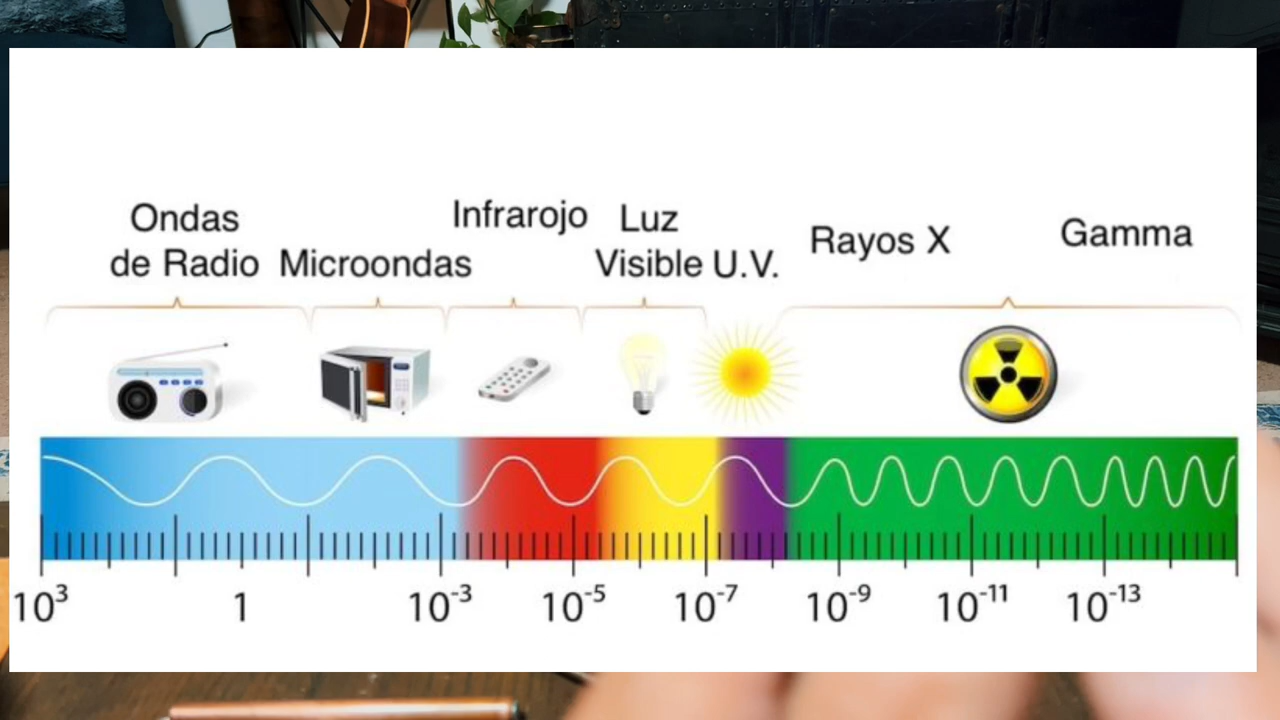 Ondas
de Radio
Microondas
Infrarojo
Luz
Visible
U.V.
Rayos X
Gamma
10³
1
10⁻³
10⁻⁵
10⁻⁷
10⁻⁹
10⁻¹¹
10⁻¹³